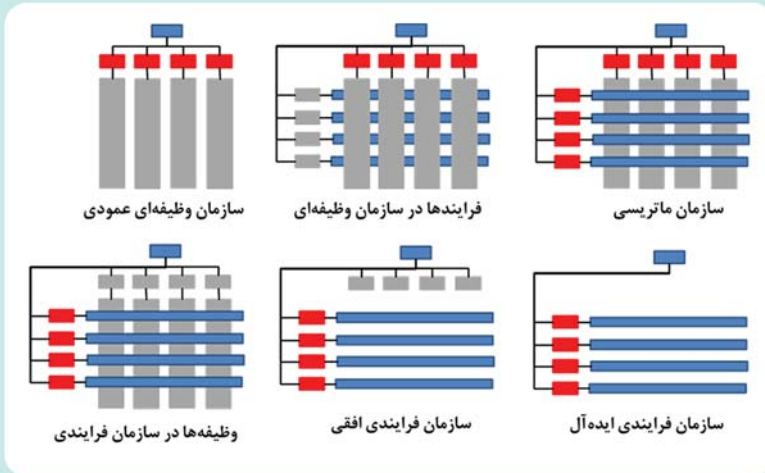 سازمان ماتریسی
فرایندها در سازمان وظیفه‌ای
سازمان وظیفه‌ای عمودی
سازمان فرایندی ایده‌آل
سازمان فرایندی افقی
وظیفه‌ها در سازمان فرایندی